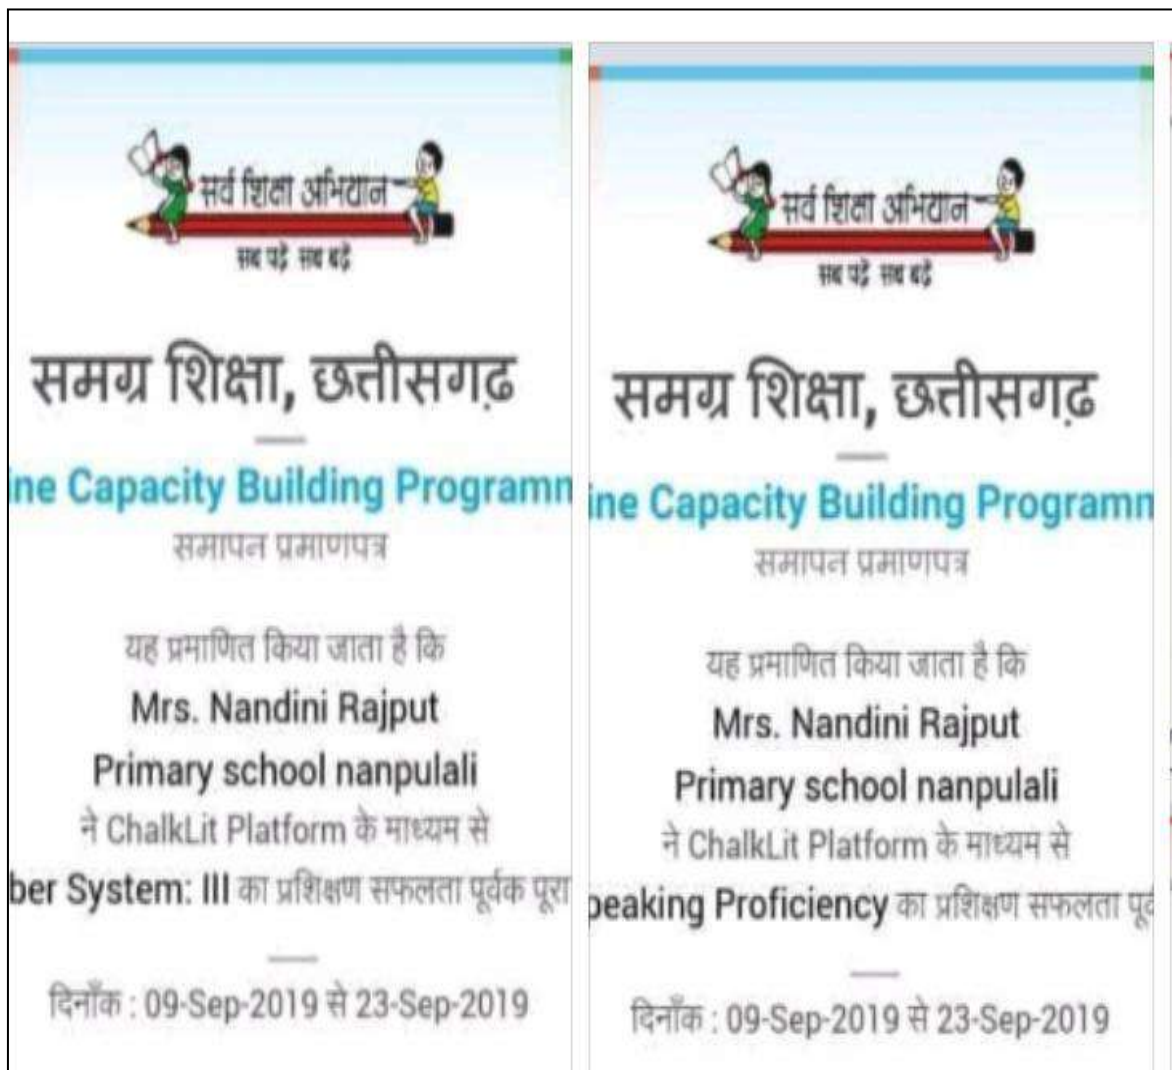 सर्व शिक्षा अभियान
सब पढ़ें सब बढ़ें
समग्र शिक्षा, छत्तीसगढ़
ine Capacity Building Programn
समापन प्रमाणपत्र
यह प्रमाणित किया जाता है कि
Mrs. Nandini Rajput
Primary school nanpulali
ने ChalkLit Platform के माध्यम से
ber System: III का प्रशिक्षण सफलता पूर्वक पूरा
दिनाँक : 09-Sep-2019 से 23-Sep-2019
सर्व शिक्षा अभियान
सब पढ़ें सब बढ़ें
समग्र शिक्षा, छत्तीसगढ़
ine Capacity Building Programn
समापन प्रमाणपत्र
यह प्रमाणित किया जाता है कि
Mrs. Nandini Rajput
Primary school nanpulali
ने ChalkLit Platform के माध्यम से
peaking Proficiency का प्रशिक्षण सफलता पूर्व
दिनाँक : 09-Sep-2019 से 23-Sep-2019